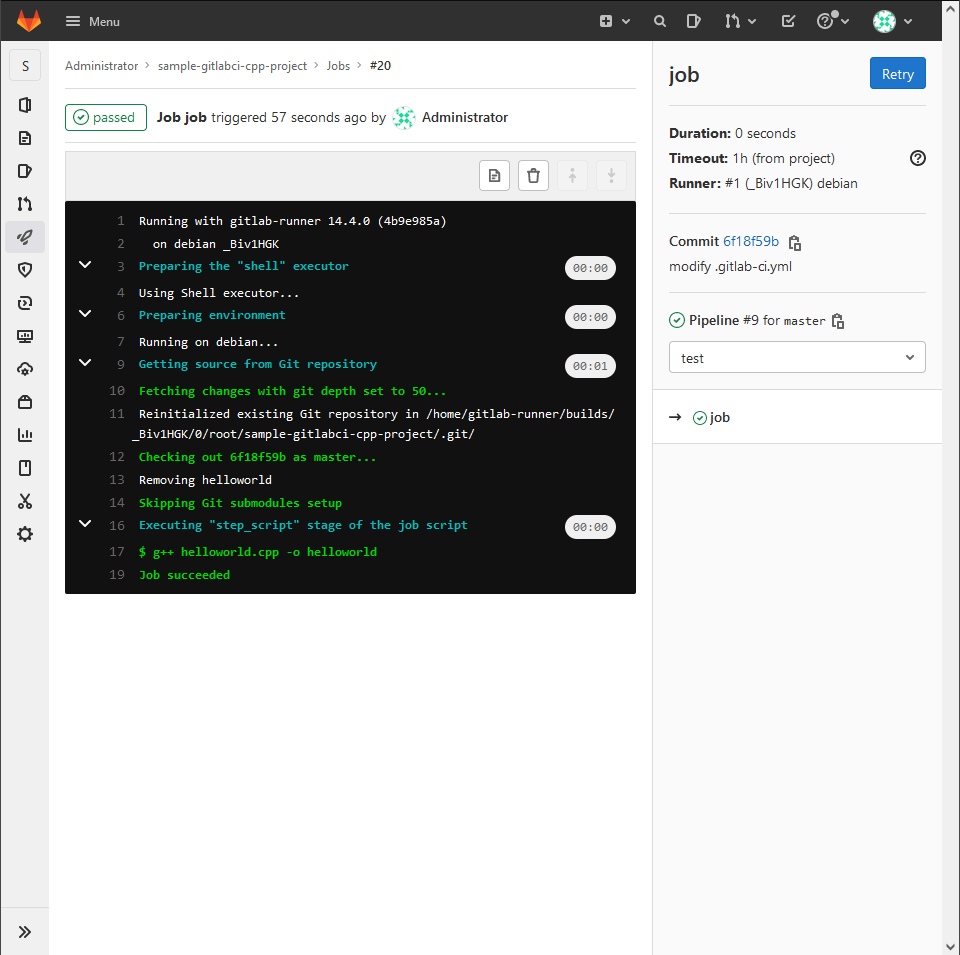 Menu
S
Administrator > sample-gitlabci-cpp-project > Jobs > #20
passed Job job triggered 57 seconds ago by Administrator
1 Running with gitlab-runner 14.4.0 (4b9e985a)
2 on debian _Biv1HGK
3 Preparing the "shell" executor 00:00
4 Using Shell executor...
6 Preparing environment 00:00
7 Running on debian...
9 Getting source from Git repository 00:01
10 Fetching changes with git depth set to 50...
11 Reinitialized existing Git repository in /home/gitlab-runner/builds/
_Biv1HGK/0/root/sample-gitlabci-cpp-project/.git/
12 Checking out 6f18f59b as master...
13 Removing helloworld
14 Skipping Git submodules setup
16 Executing "step_script" stage of the job script 00:00
17 $ g++ helloworld.cpp -o helloworld
19 Job succeeded
job Retry
Duration: 0 seconds
Timeout: 1h (from project)
Runner: #1 (_Biv1HGK) debian
Commit 6f18f59b
modify .gitlab-ci.yml
Pipeline #9 for master
test
→ job